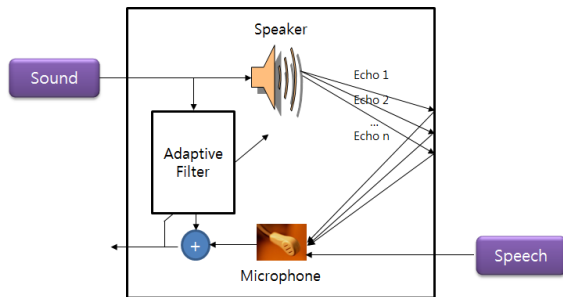 Speaker
Sound
Echo 1
Echo 2
...
Echo n
Adaptive
Filter
+
Microphone
Speech